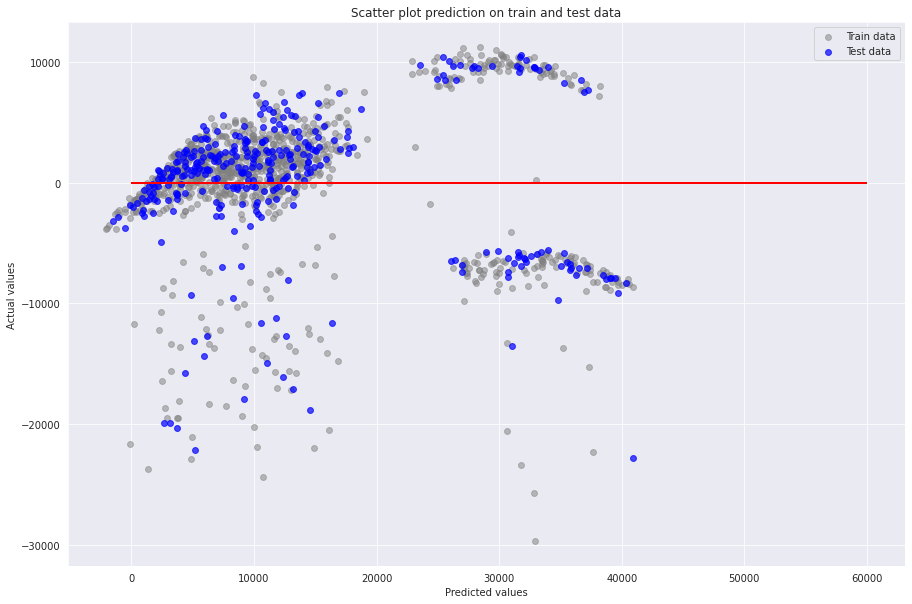 Scatter plot prediction on train and test data
Train data
Test data
Actual values
10000
0
−10000
−20000
−30000
0
10000
20000
30000
40000
50000
60000
Predicted values